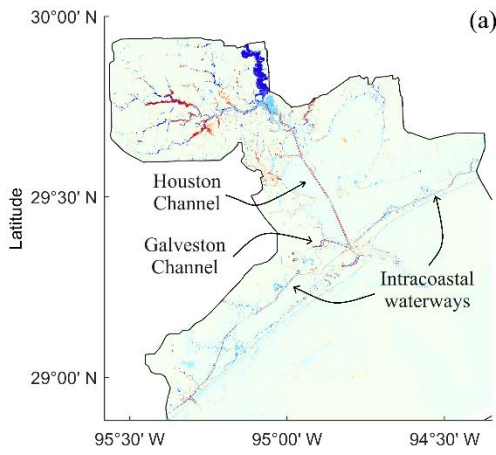 (a)
30°00' N
29°30' N
29°00' N
Latitude
Houston
Channel
Galveston
Channel
Intracoastal
waterways
95°30' W
95°00' W
94°30' W